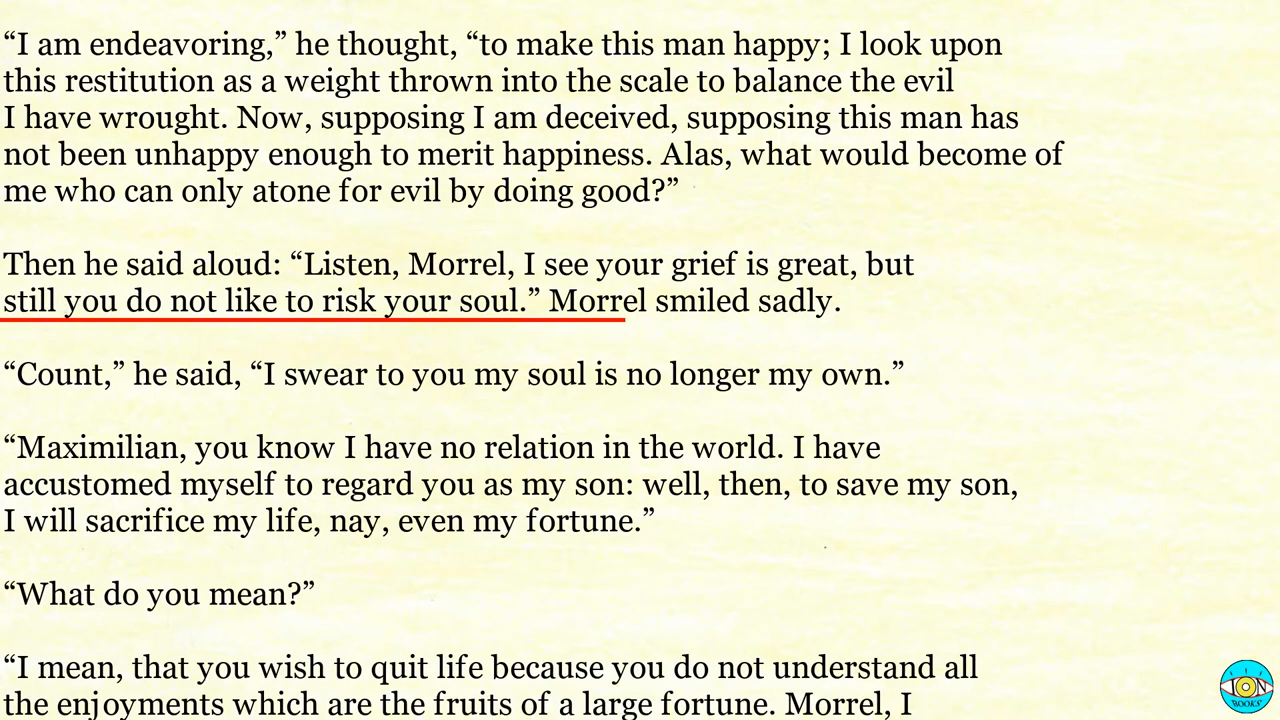 “I am endeavoring,” he thought, “to make this man happy; I look upon
this restitution as a weight thrown into the scale to balance the evil
I have wrought. Now, supposing I am deceived, supposing this man has
not been unhappy enough to merit happiness. Alas, what would become of
me who can only atone for evil by doing good?”
Then he said aloud: “Listen, Morrel, I see your grief is great, but
still you do not like to risk your soul.” Morrel smiled sadly.
“Count,” he said, “I swear to you my soul is no longer my own.”
“Maximilian, you know I have no relation in the world. I have
accustomed myself to regard you as my son: well, then, to save my son,
I will sacrifice my life, nay, even my fortune.”
“What do you mean?”
“I mean, that you wish to quit life because you do not understand all
the enjoyments which are the fruits of a large fortune. Morrel, I
ION
BOOKS